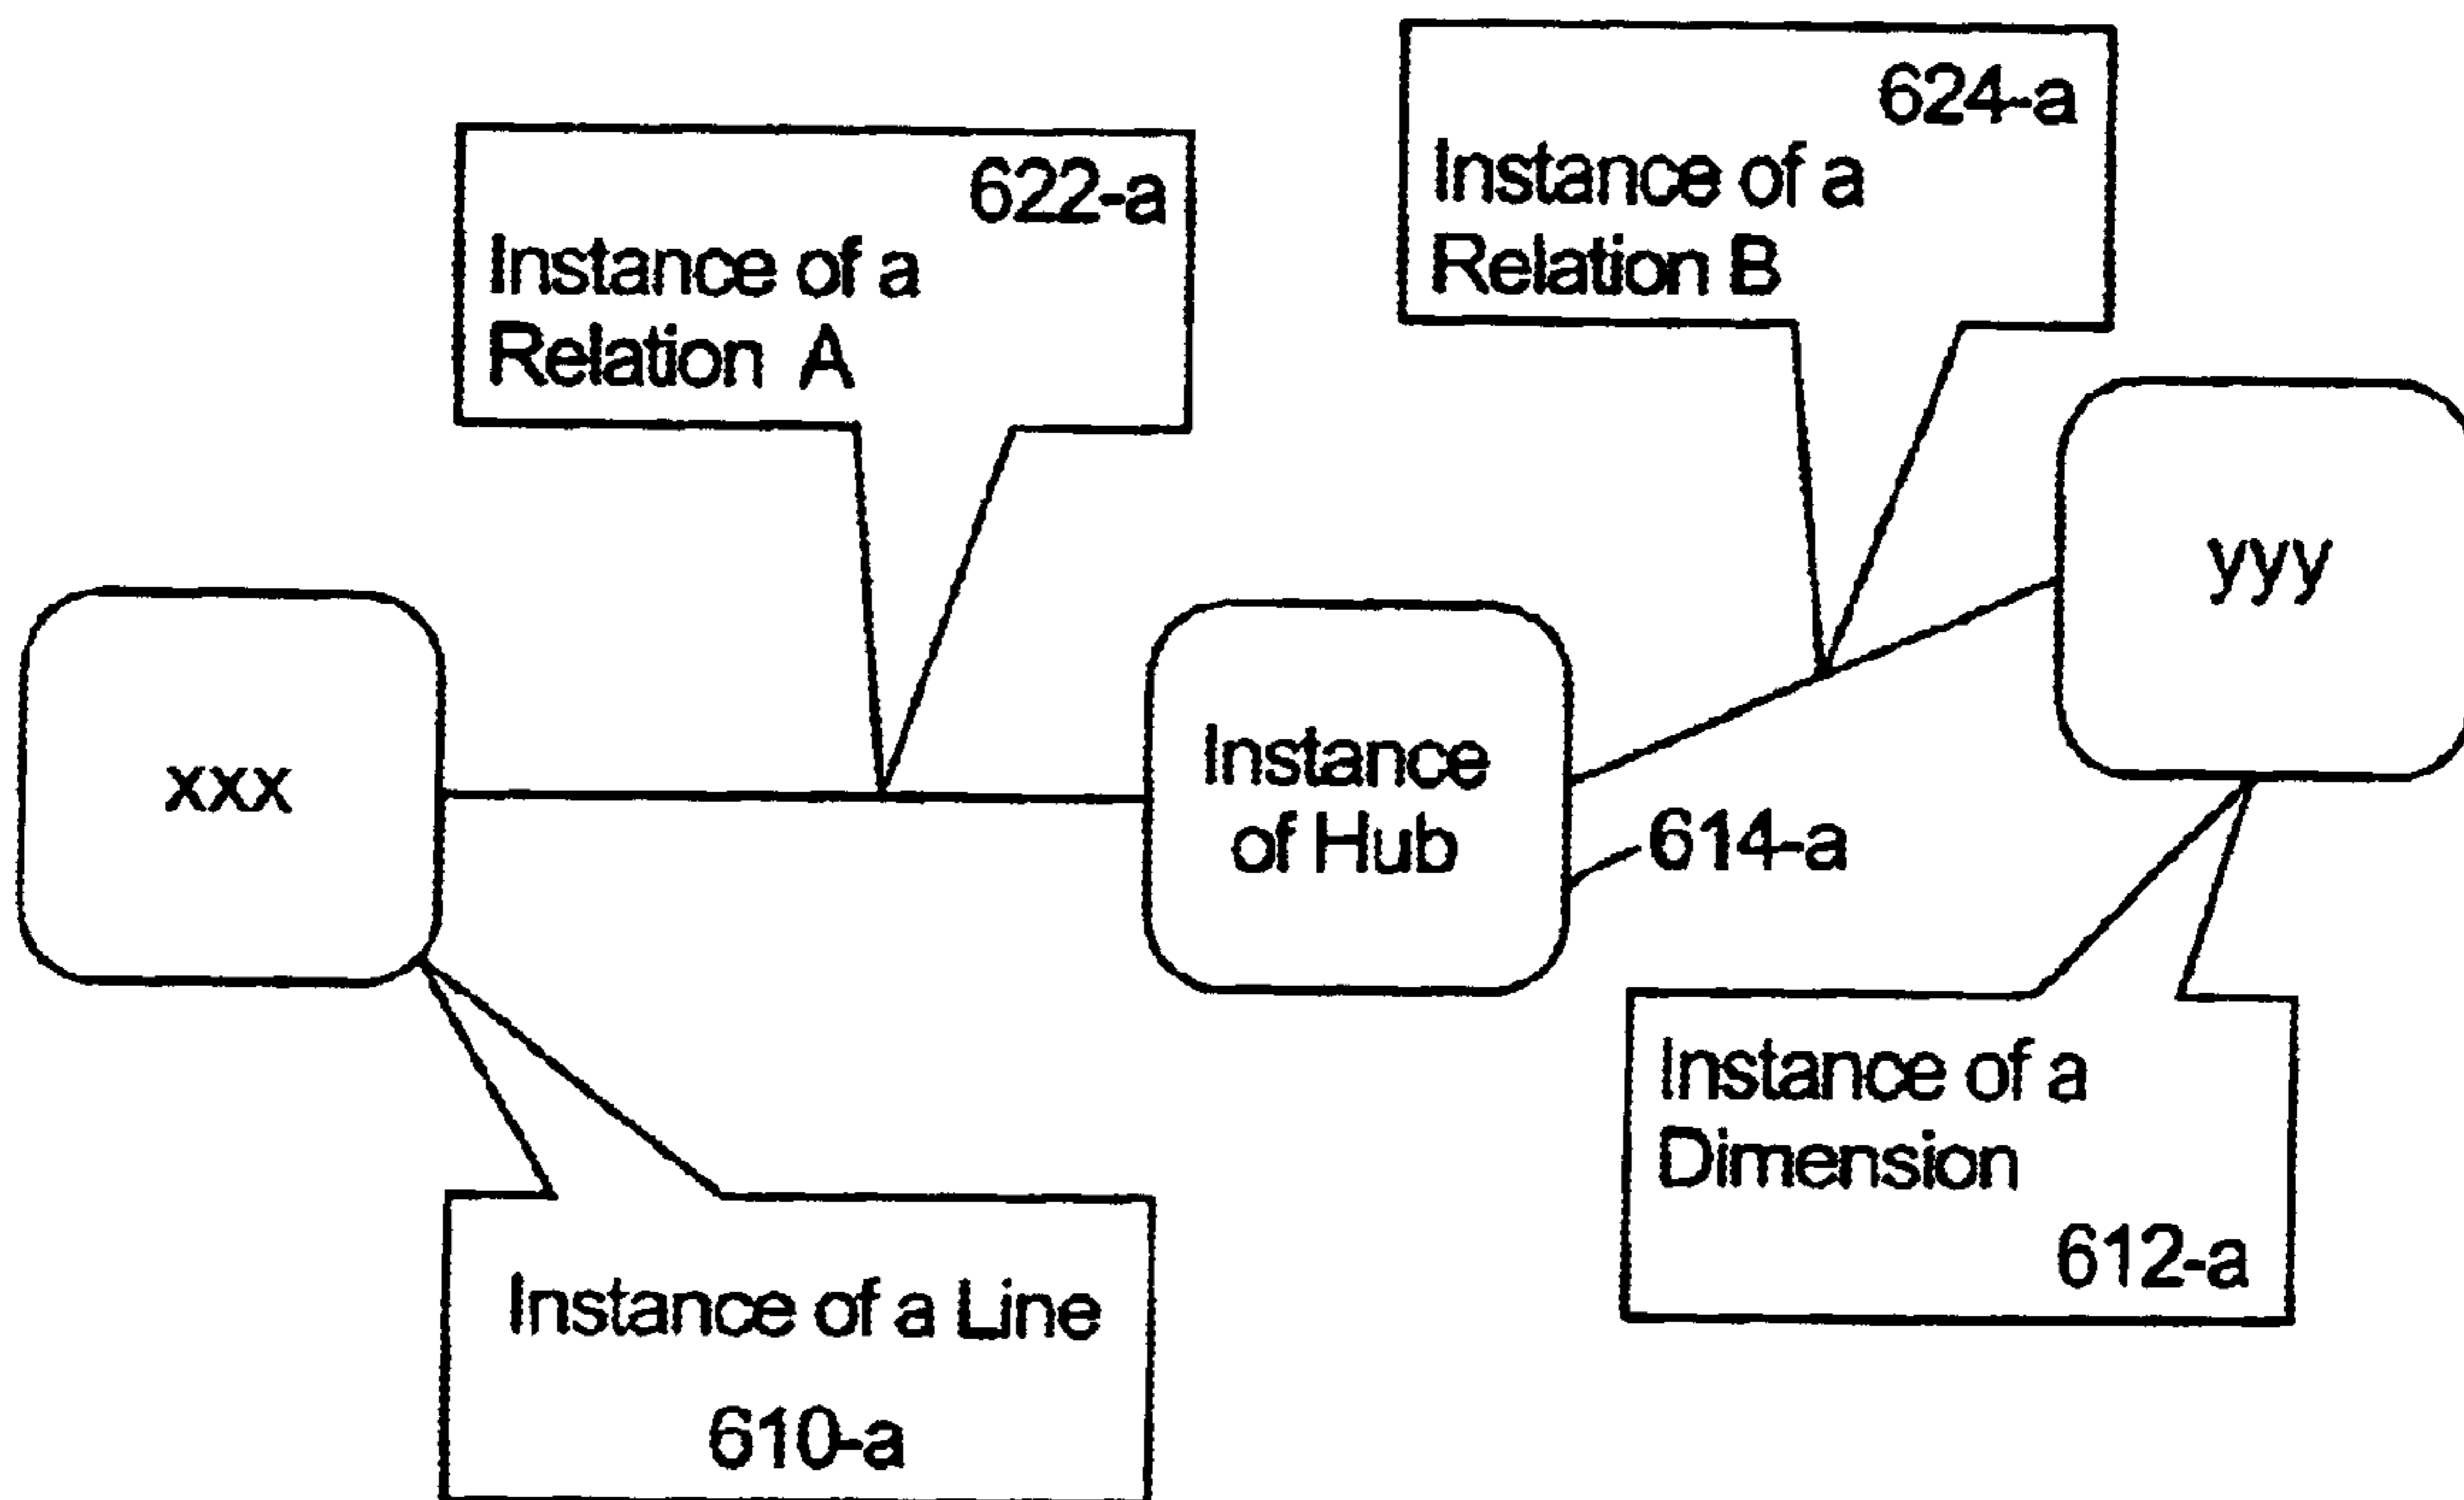 624-a
Instance of a
Relation B
622-a
Instance of a
Relation A
yyy
xxx
Instance
of Hub
614-a
Instance of a
Dimension
612-a
Instance of a Line
610-a